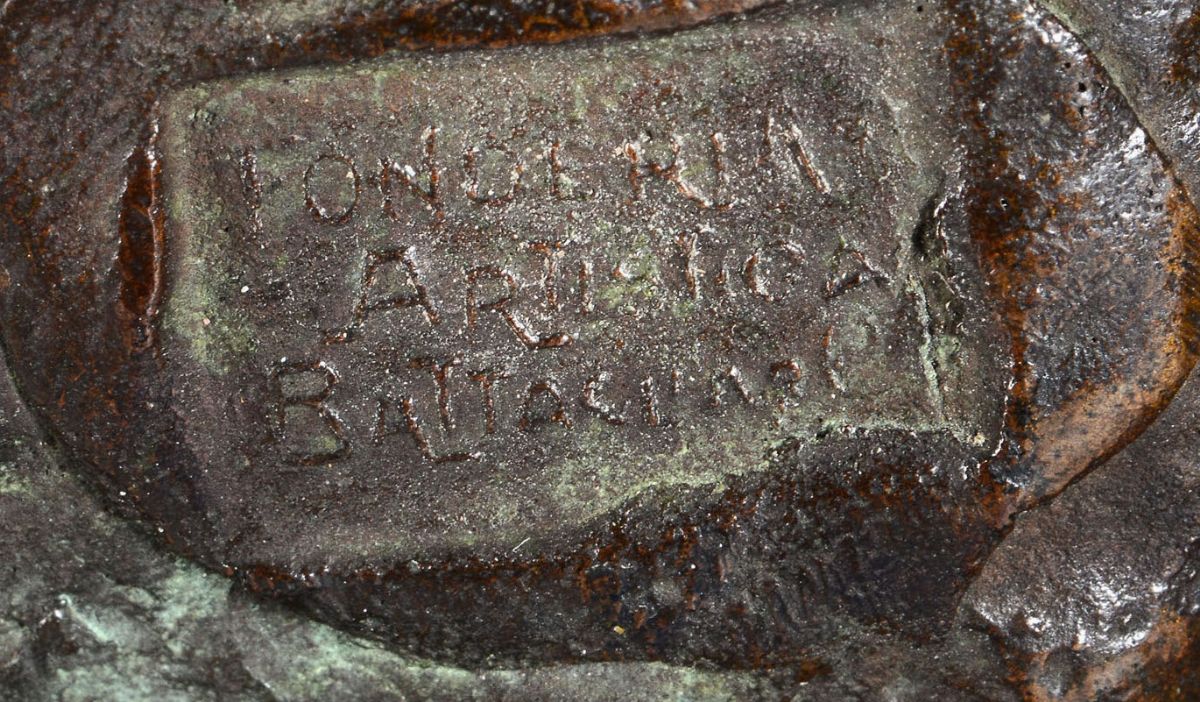 FONDERIA
ARTISTICA
BATTAGLIA & C